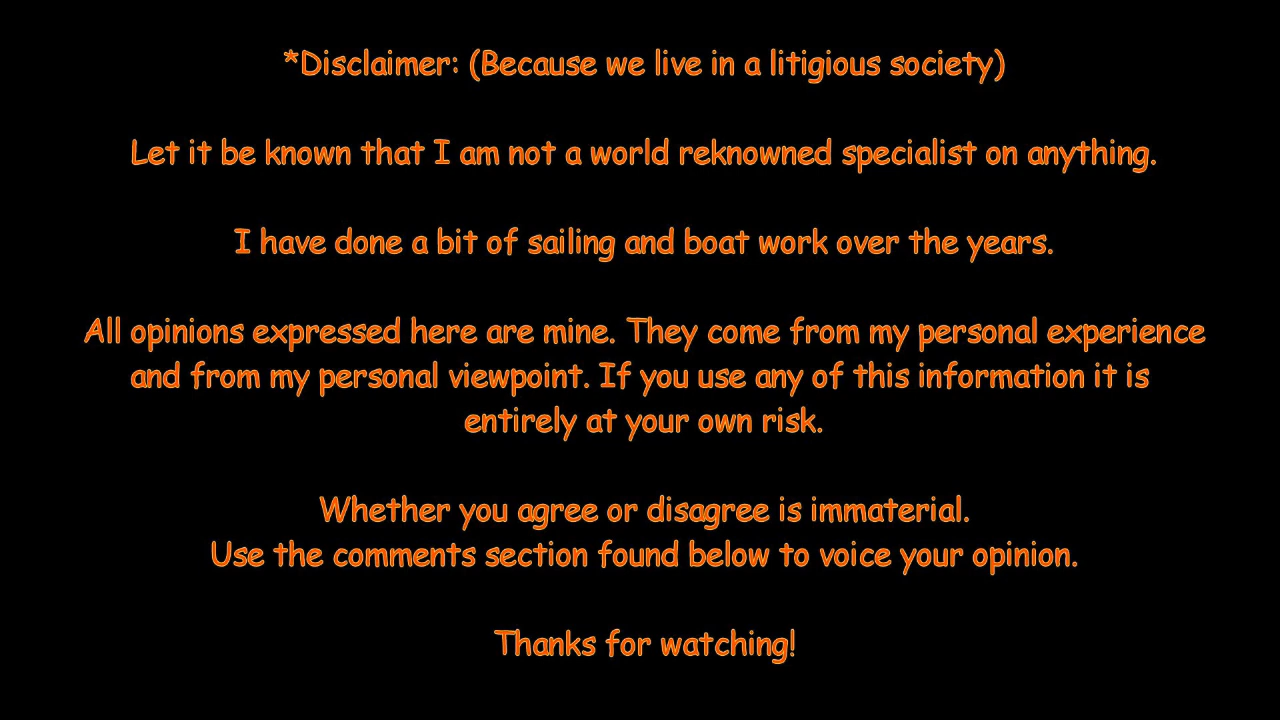 *Disclaimer: (Because we live in a litigious society)
Let it be known that I am not a world reknowned specialist on anything.
I have done a bit of sailing and boat work over the years.
All opinions expressed here are mine. They come from my personal experience
and from my personal viewpoint. If you use any of this information it is
entirely at your own risk.
Whether you agree or disagree is immaterial.
Use the comments section found below to voice your opinion.
Thanks for watching!